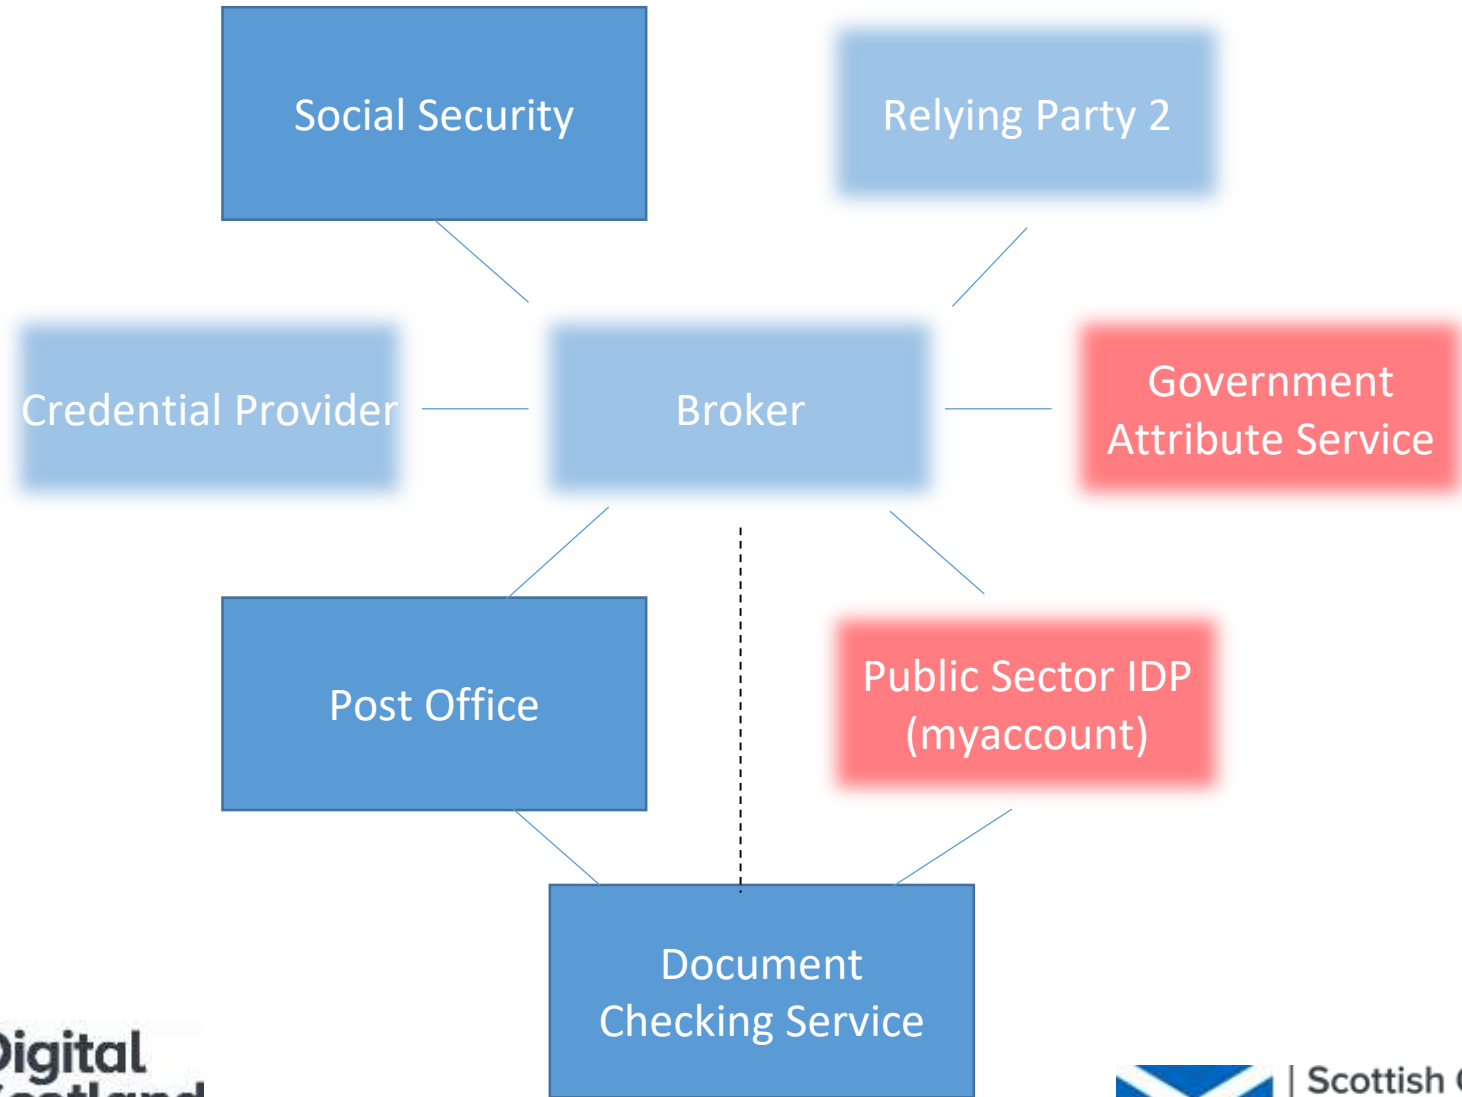 Social Security
Relying Party 2
Credential Provider
Broker
Government
Attribute Service
Post Office
Public Sector IDP
(myaccount)
Document
Checking Service
Digital
Scotland
Scottish